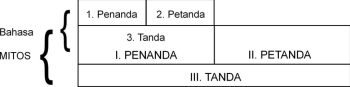 1. Penanda 2. Petanda
Bahasa
3. Tanda
MITOS
I. PENANDA II. PETANDA
III. TANDA